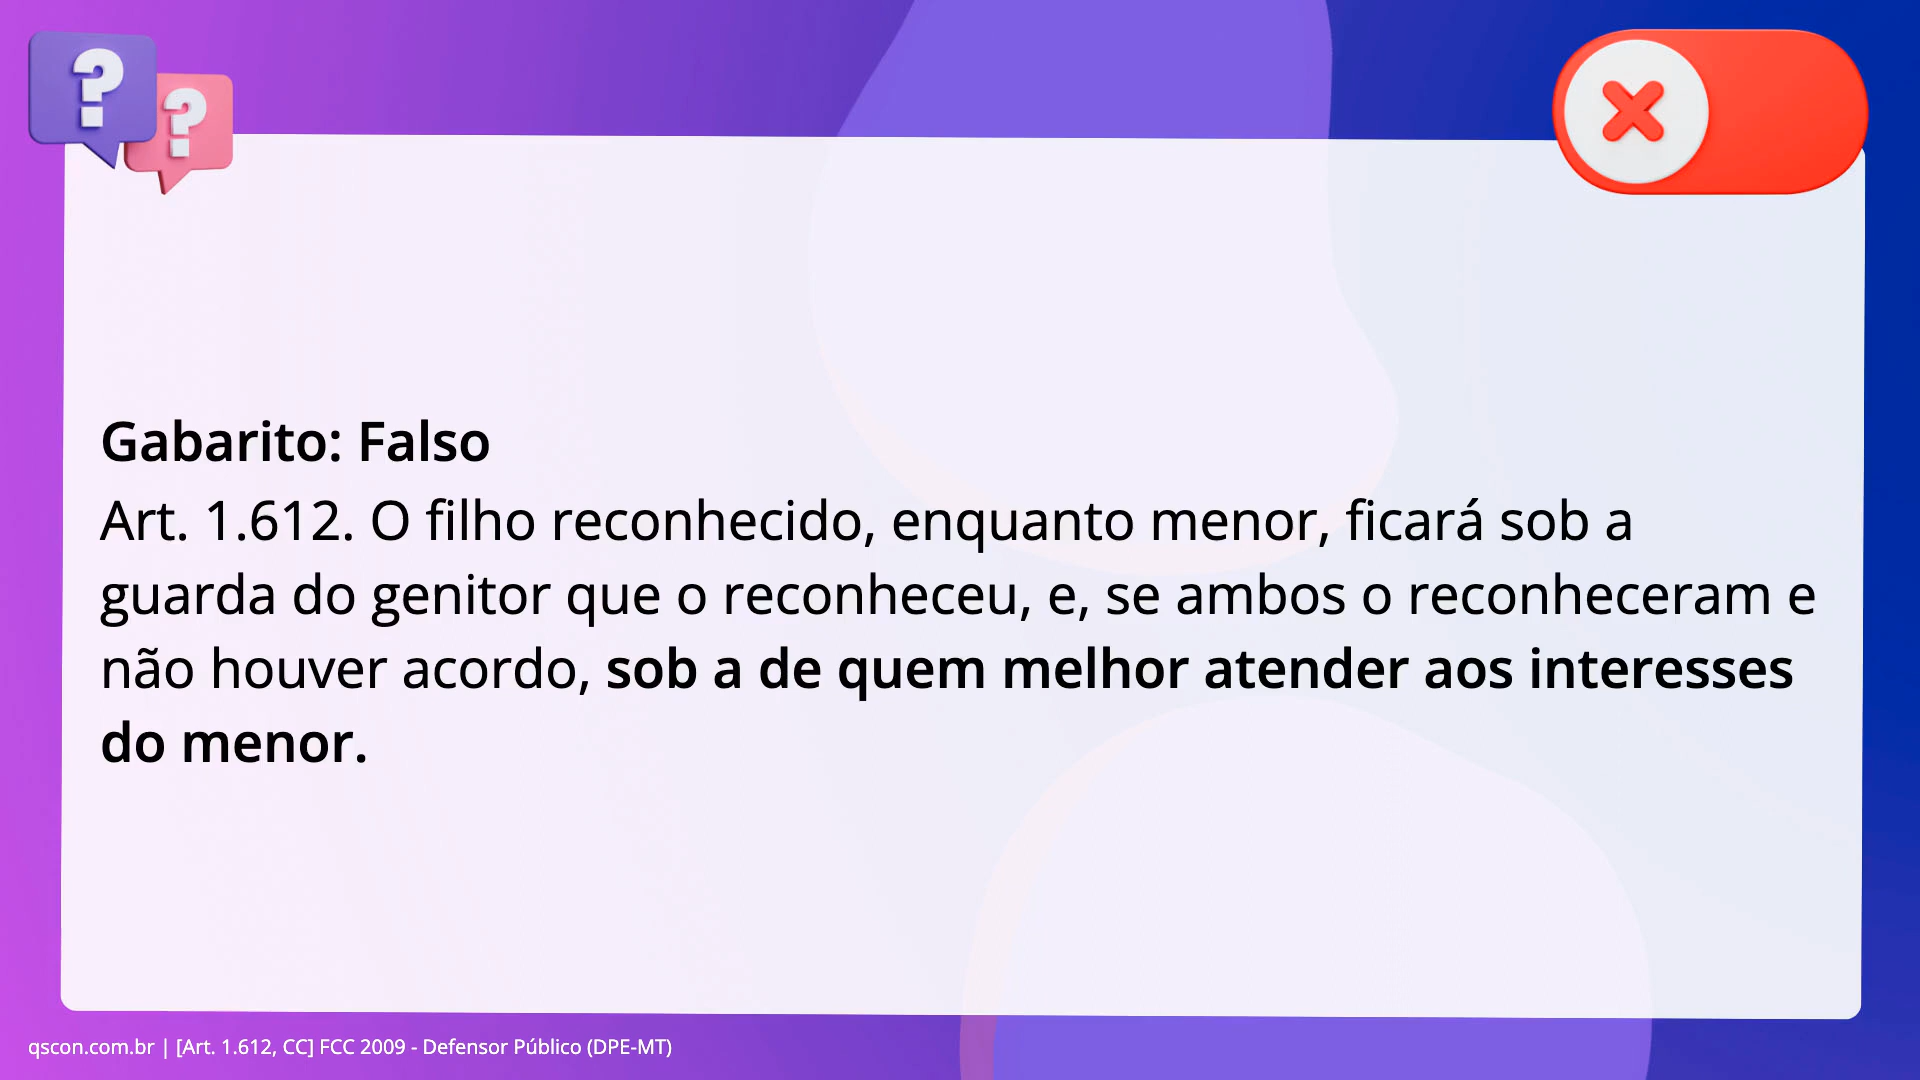 ?
?
Gabarito: Falso
Art. 1.612. O filho reconhecido, enquanto menor, ficará sob a
guarda do genitor que o reconheceu, e, se ambos o reconheceram e
não houver acordo, sob a de quem melhor atender aos interesses
do menor.
qscon.com.br | [Art. 1.612, CC] FCC 2009 - Defensor Público (DPE-MT)